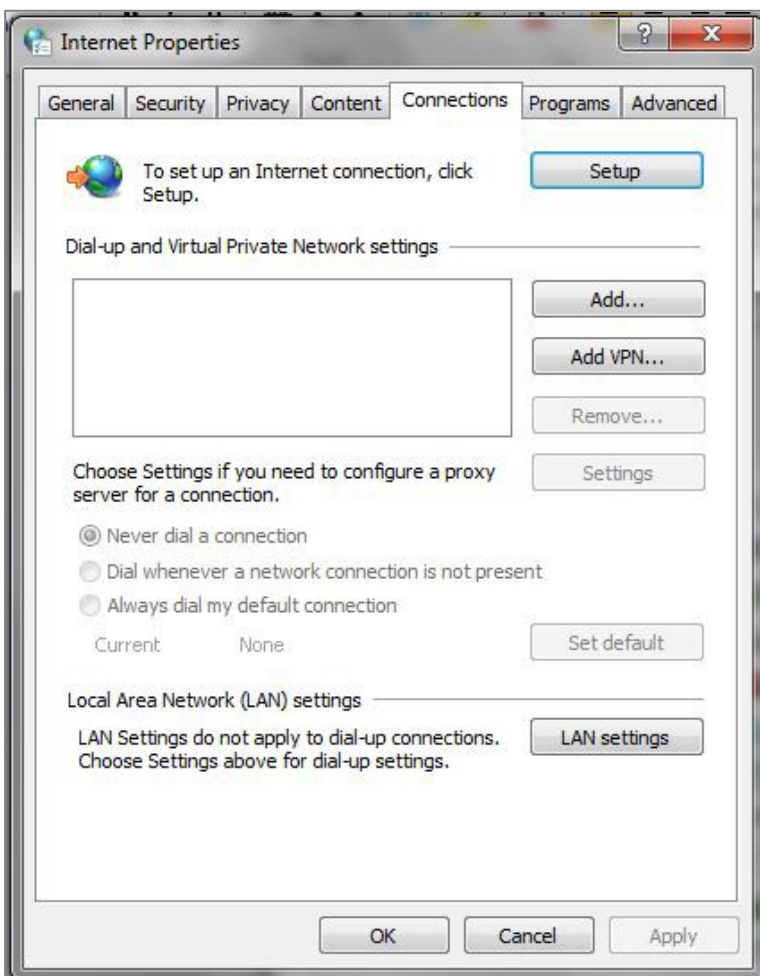 Internet Properties
?
X
General Security Privacy Content Connections Programs Advanced
To set up an Internet connection, click
Setup.
Setup
Dial-up and Virtual Private Network settings
Add...
Add VPN...
Remove...
Choose Settings if you need to configure a proxy
server for a connection.
Settings
Never dial a connection
Dial whenever a network connection is not present
Always dial my default connection
Current None
Set default
Local Area Network (LAN) settings
LAN Settings do not apply to dial-up connections.
Choose Settings above for dial-up settings.
LAN settings
OK Cancel Apply